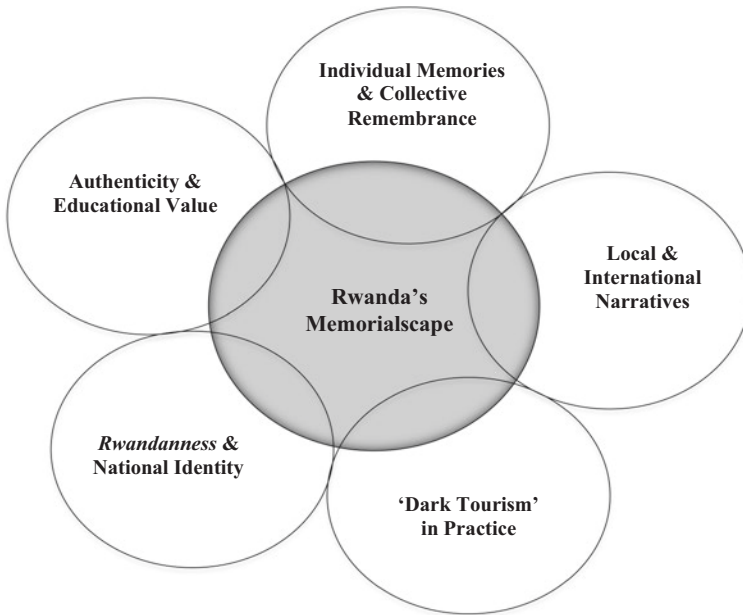 Individual Memories
& Collective
Remembrance
Authenticity &
Educational Value
Local &
International
Narratives
Rwanda’s
Memorialscape
Rwandanness &
National Identity
‘Dark Tourism’
in Practice